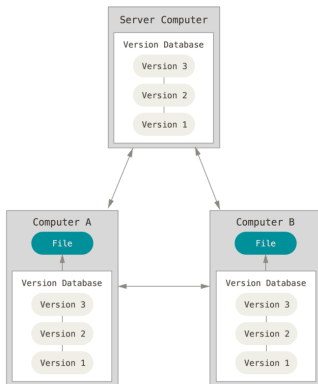 Server Computer
Version Database
Version 3
Version 2
Version 1
Computer A
File
Version Database
Version 3
Version 2
Version 1
Computer B
File
Version Database
Version 3
Version 2
Version 1